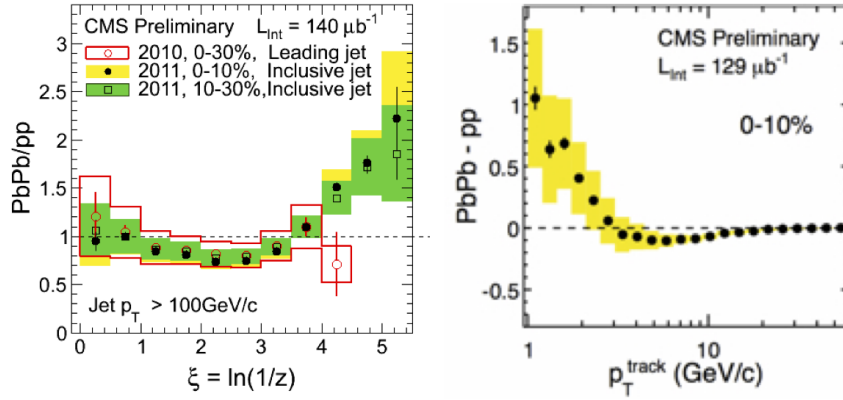 CMS Preliminary L_Int = 140 μb⁻¹
2010, 0-30%, Leading jet
2011, 0-10%, Inclusive jet
2011, 10-30%,Inclusive jet
Jet p_T > 100GeV/c
PbPb/pp
3
2.5
2
1.5
1
0.5
0
0 1 2 3 4 5
ξ = ln(1/z)
CMS Preliminary
L_Int = 129 μb⁻¹
0-10%
PbPb - pp
1.5
1
0.5
0
-0.5
1 10
p_T^track (GeV/c)